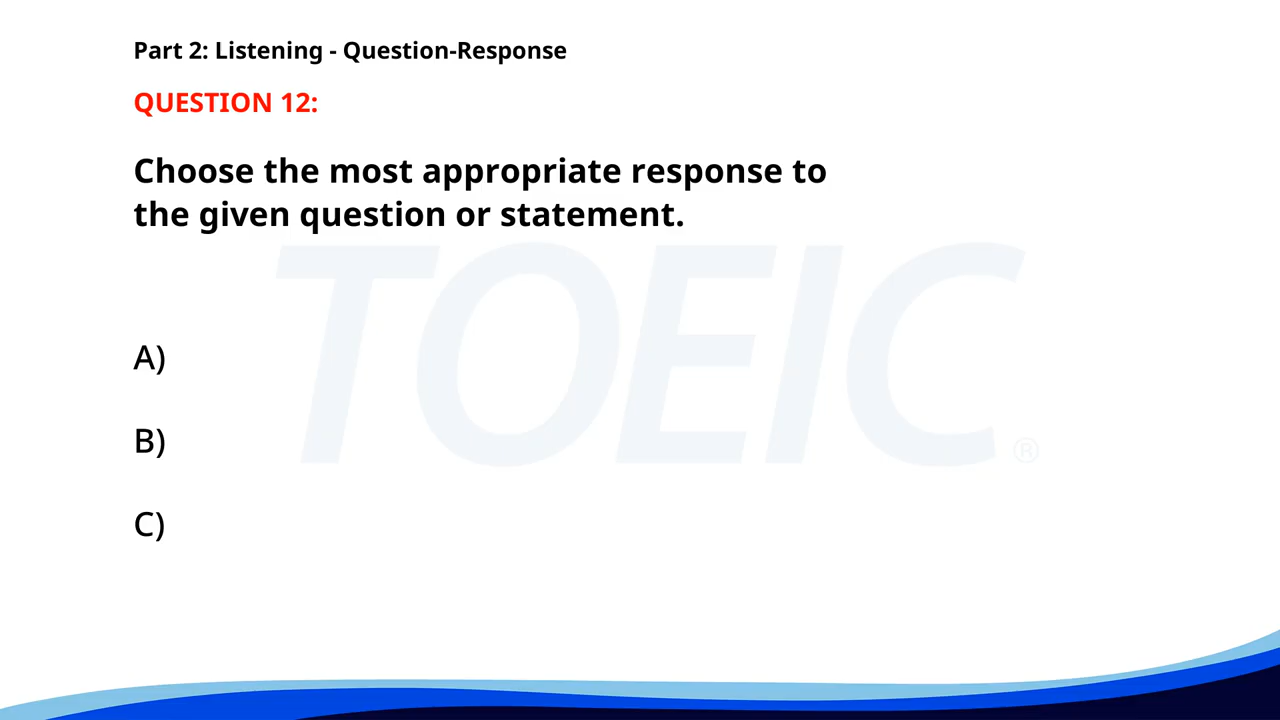 Part 2: Listening - Question-Response
QUESTION 12:
Choose the most appropriate response to
the given question or statement.
TOEIC®
A)
B)
C)